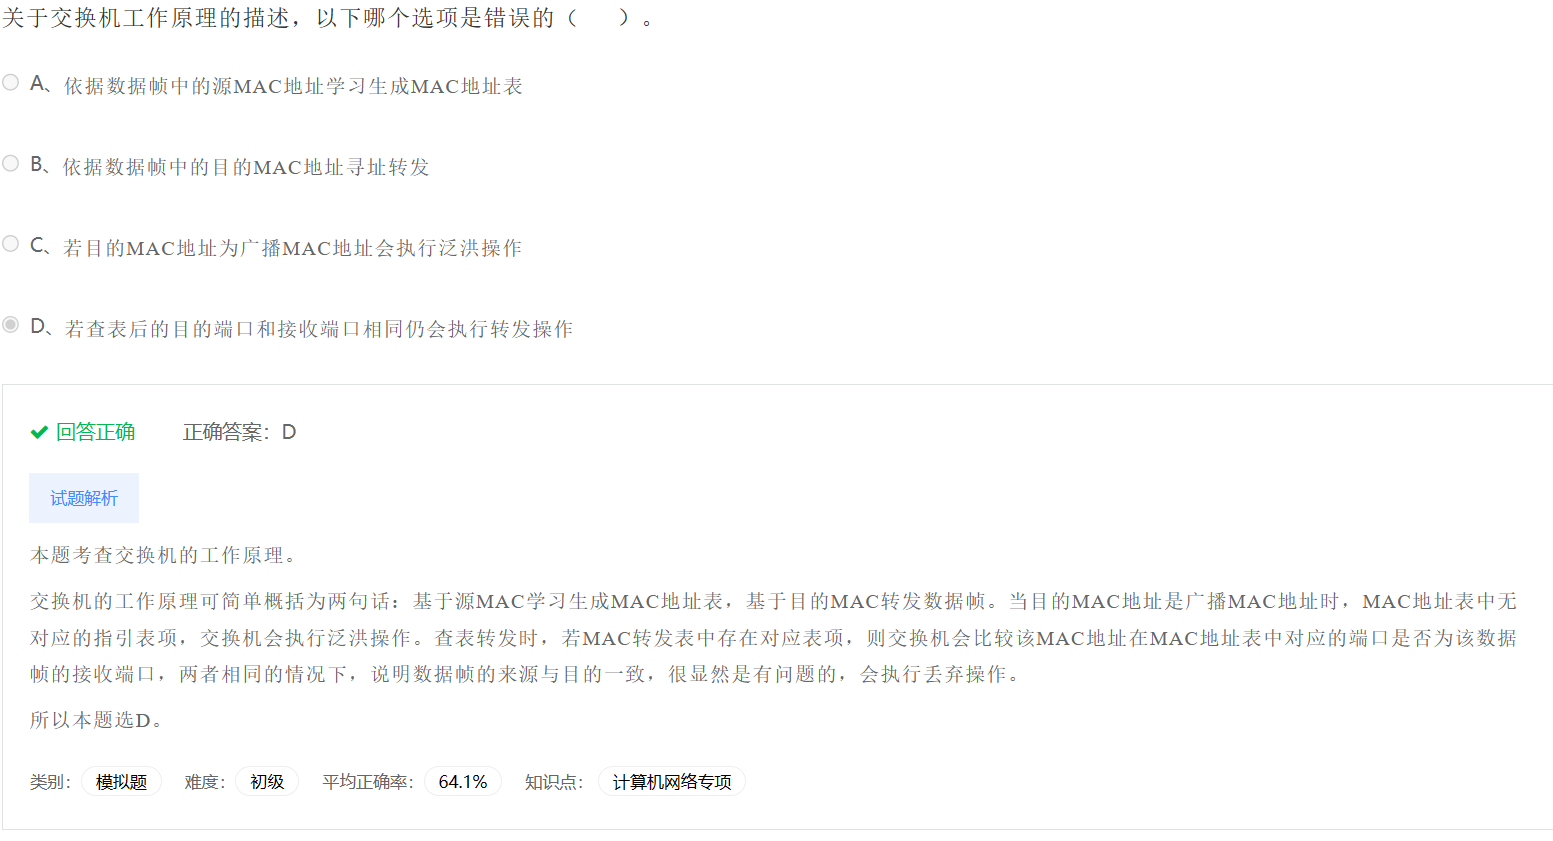 关于交换机工作原理的描述，以下哪个选项是错误的（　　）。
A、依据数据帧中的源MAC地址学习生成MAC地址表
B、依据数据帧中的目的MAC地址寻址转发
C、若目的MAC地址为广播MAC地址会执行泛洪操作
D、若查表后的目的端口和接收端口相同仍会执行转发操作
回答正确 正确答案：D
试题解析
本题考查交换机的工作原理。
交换机的工作原理可简单概括为两句话：基于源MAC学习生成MAC地址表，基于目的MAC转发数据帧。当目的MAC地址是广播MAC地址时，MAC地址表中无
对应的指引表项，交换机会执行泛洪操作。查表转发时，若MAC转发表中存在对应表项，则交换机会比较该MAC地址在MAC地址表中对应的端口是否为该数据
帧的接收端口，两者相同的情况下，说明数据帧的来源与目的一致，很显然是有问题的，会执行丢弃操作。
所以本题选D。
类别： 模拟题 难度： 初级 平均正确率： 64.1% 知识点： 计算机网络专项